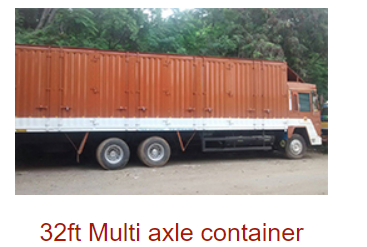 32ft Multi axle container